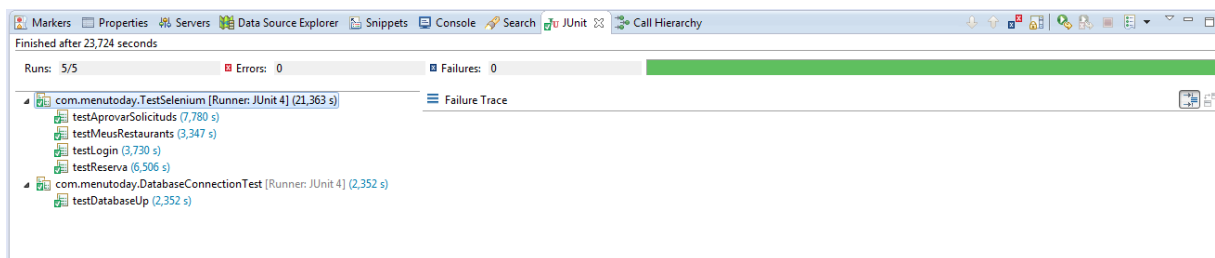 Markers Properties Servers Data Source Explorer Snippets Console Search JUnit Call Hierarchy
Finished after 23,724 seconds
Runs: 5/5 Errors: 0 Failures: 0
com.menutoday.TestSelenium [Runner: JUnit 4] (21,363 s) Failure Trace
testAprovarSolicituds (7,780 s)
testMeusRestaurants (3,347 s)
testLogin (3,730 s)
testReserva (6,506 s)
com.menutoday.DatabaseConnectionTest [Runner: JUnit 4] (2,352 s)
testDatabaseUp (2,352 s)